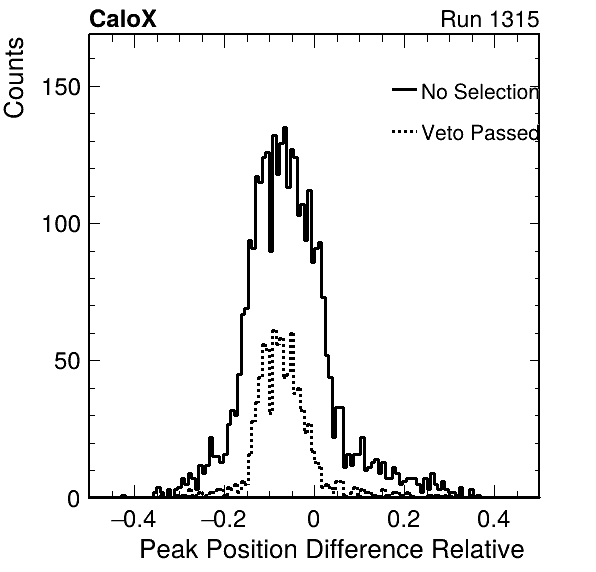 CaloX Run 1315
Counts
150
100
50
0
No Selection
Veto Passed
−0.4 −0.2 0 0.2 0.4
Peak Position Difference Relative